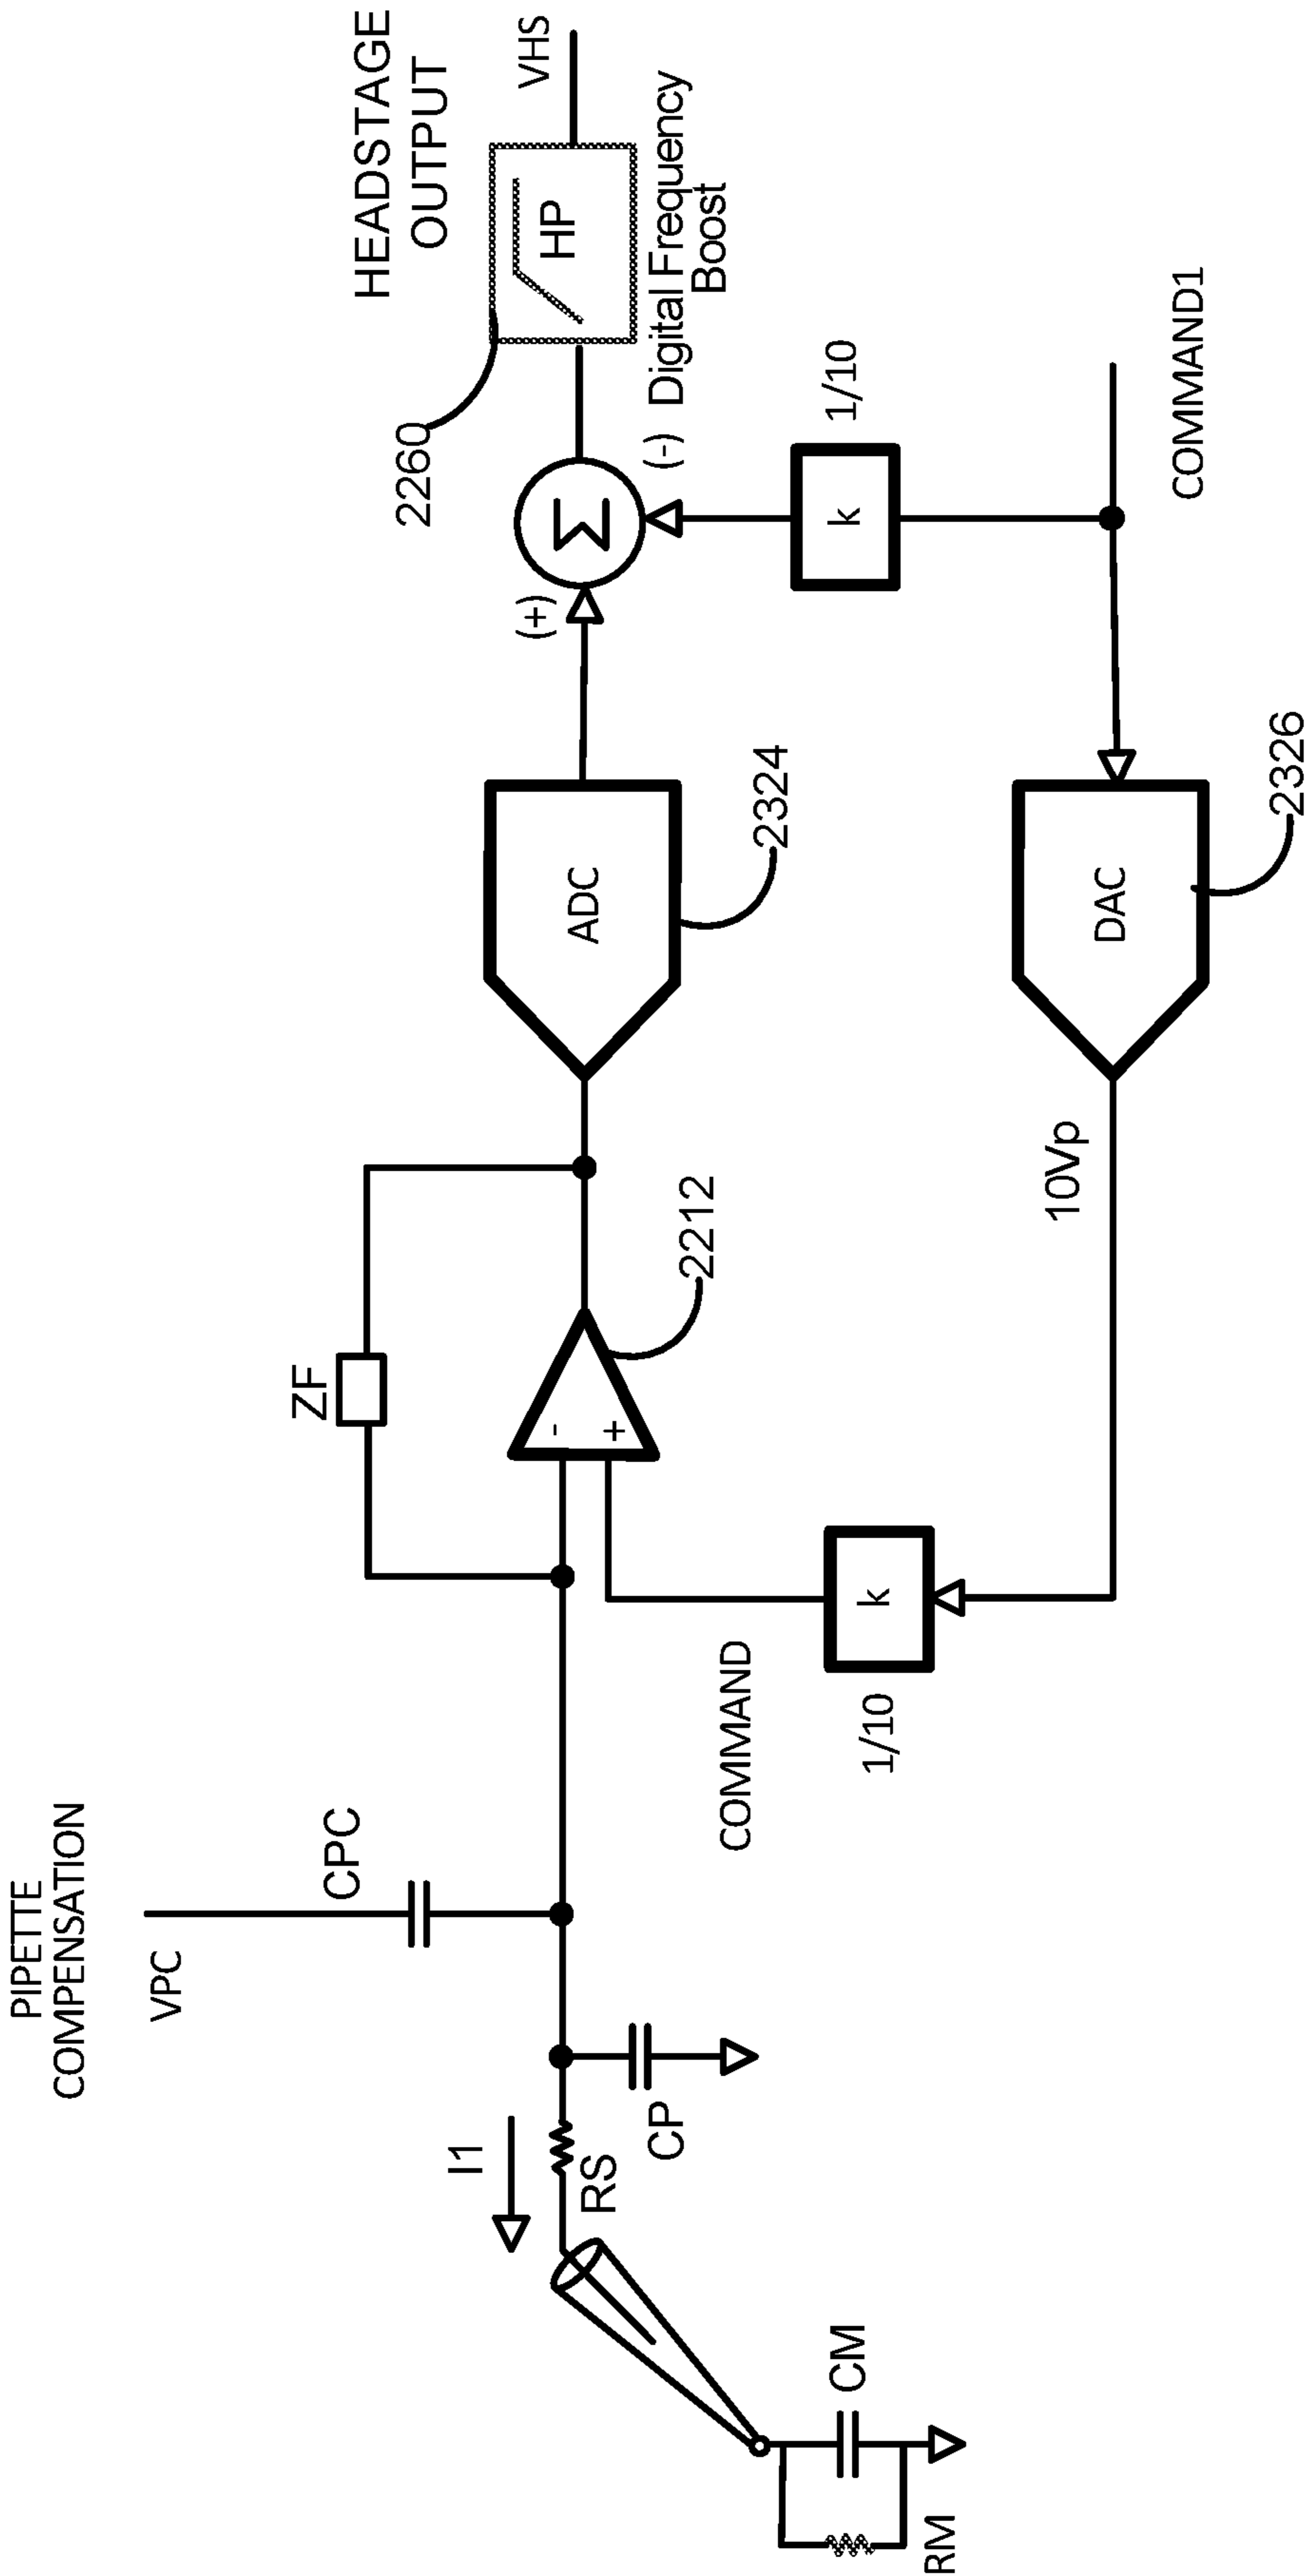 PIPETTE
COMPENSATION
VPC
CPC
I1
RS
CP
CM
RM
ZF
-
+
2212
COMMAND
k
1/10
10Vp
ADC
2324
DAC
2326
(+)
Σ
(-)
k
1/10
COMMAND1
2260
HP
Digital Frequency
Boost
HEADSTAGE
OUTPUT
VHS